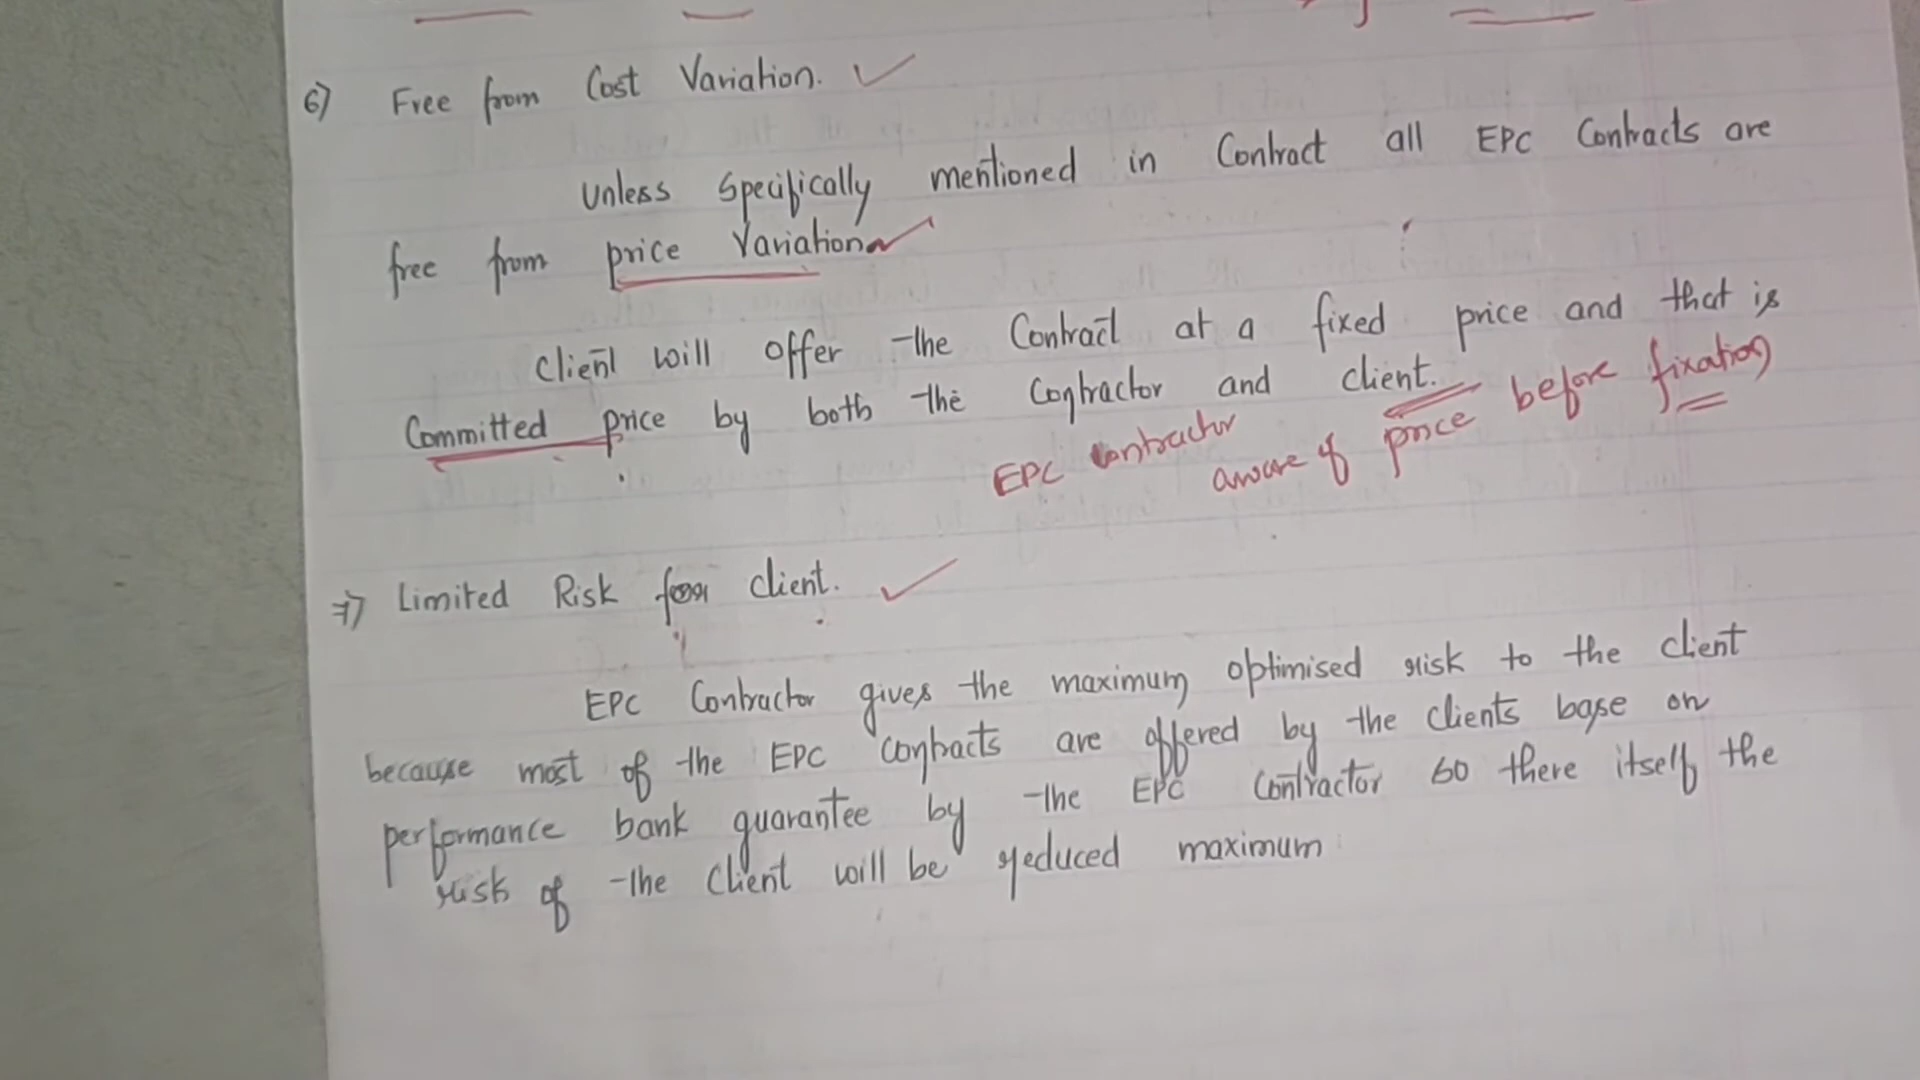 6) Free from Cost Variation.
Unless Specifically mentioned in Contract all EPC Contracts are
free from price Variation
Client will offer the Contract at a fixed price and that is
Committed price by both the Contractor and client.
EPC contractor aware of price before fixation
7) Limited Risk for client.
EPC Contractor gives the maximum optimised risk to the client
because most of the EPC contracts are offered by the clients base on
performance bank guarantee by the EPC Contractor so there itself the
risk of the Client will be reduced maximum